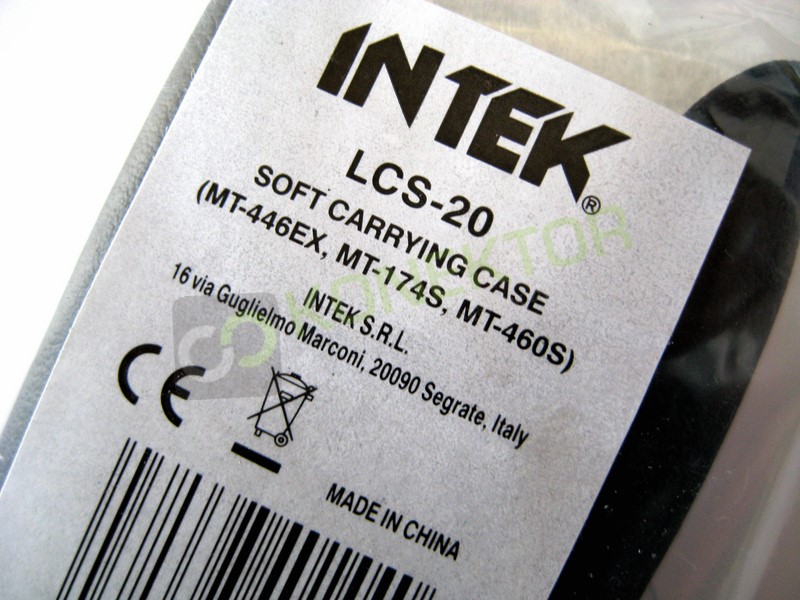 INTEK®
LCS-20
SOFT CARRYING CASE
(MT-446EX, MT-174S, MT-460S)
INTEK S.R.L.
16 via Guglielmo Marconi, 20090 Segrate, Italy
CE
MADE IN CHINA
KONEKTOR